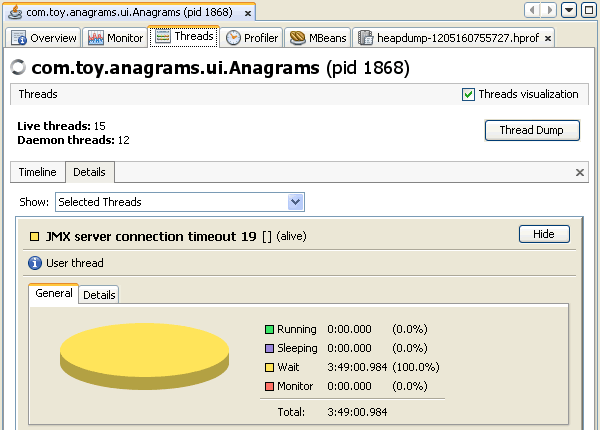 com.toy.anagrams.ui.Anagrams (pid 1868)
Overview Monitor Threads Profiler MBeans heapdump-1205160755727.hprof
com.toy.anagrams.ui.Anagrams (pid 1868)
Threads Threads visualization
Live threads: 15
Daemon threads: 12
Thread Dump
Timeline Details
Show: Selected Threads
JMX server connection timeout 19 [] (alive) Hide
User thread
General Details
Running 0:00.000 (0.0%)
Sleeping 0:00.000 (0.0%)
Wait 3:49:00.984 (100.0%)
Monitor 0:00.000 (0.0%)
Total: 3:49:00.984